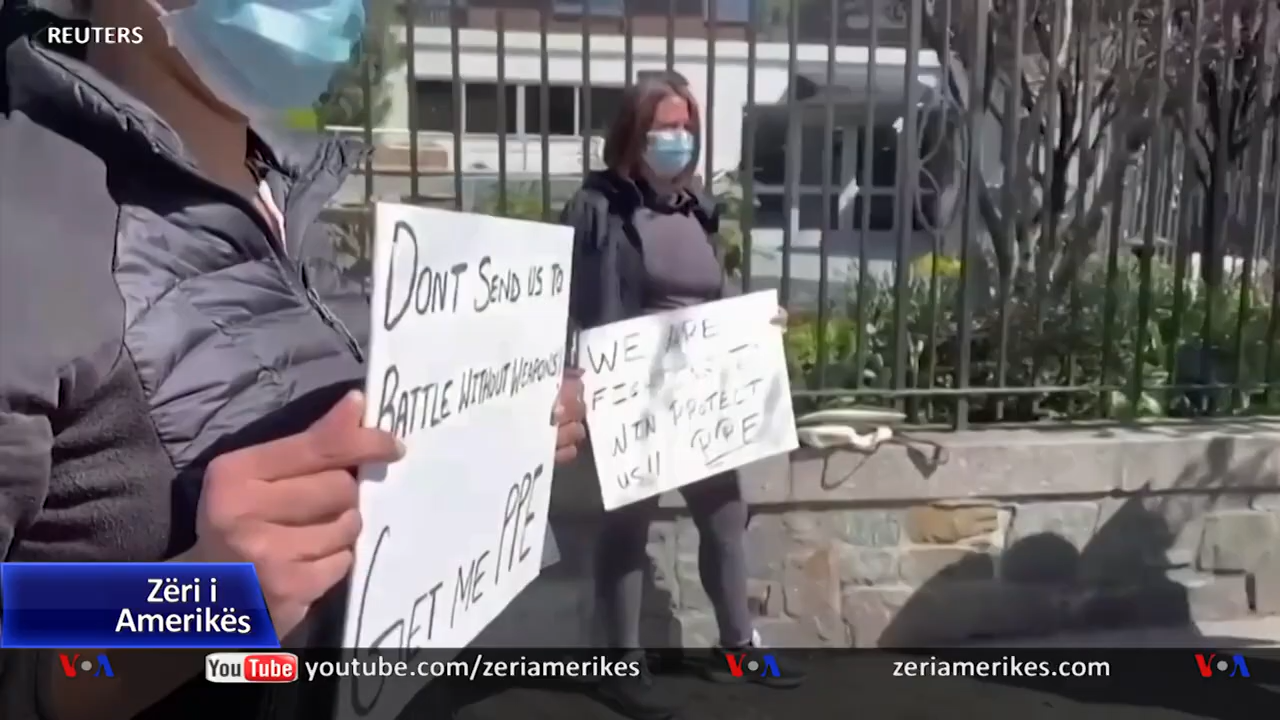 REUTERS
DONT SEND US TO
BATTLE WITHOUT WEAPONS!
GET ME PPE
WE ARE
WIN PROTECT
US!! PPE
Zëri i
Amerikës
VOA
YouTube youtube.com/zeriamerikes
VOA
zeriamerikes.com
VOA